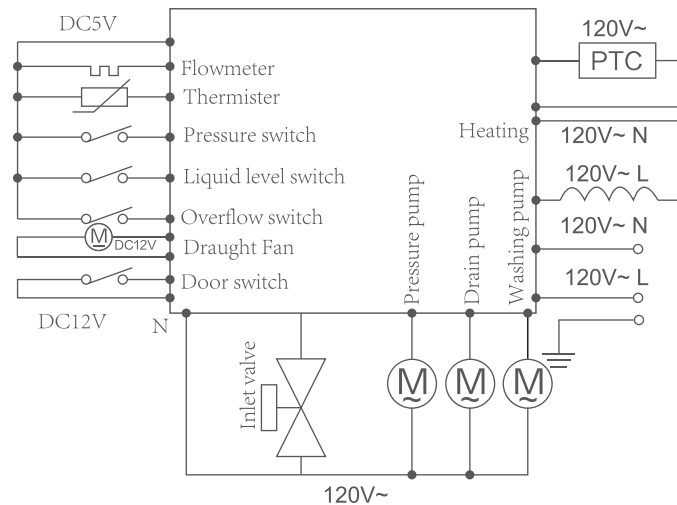 DC5V
Flowmeter
Thermister
Pressure switch
Liquid level switch
Overflow switch
M
DC12V
Draught Fan
Door switch
DC12V
N
120V~
PTC
Heating
120V~ N
120V~ L
120V~ N
120V~ L
Pressure pump
Drain pump
Washing pump
Inlet valve
M
~
M
~
M
~
120V~